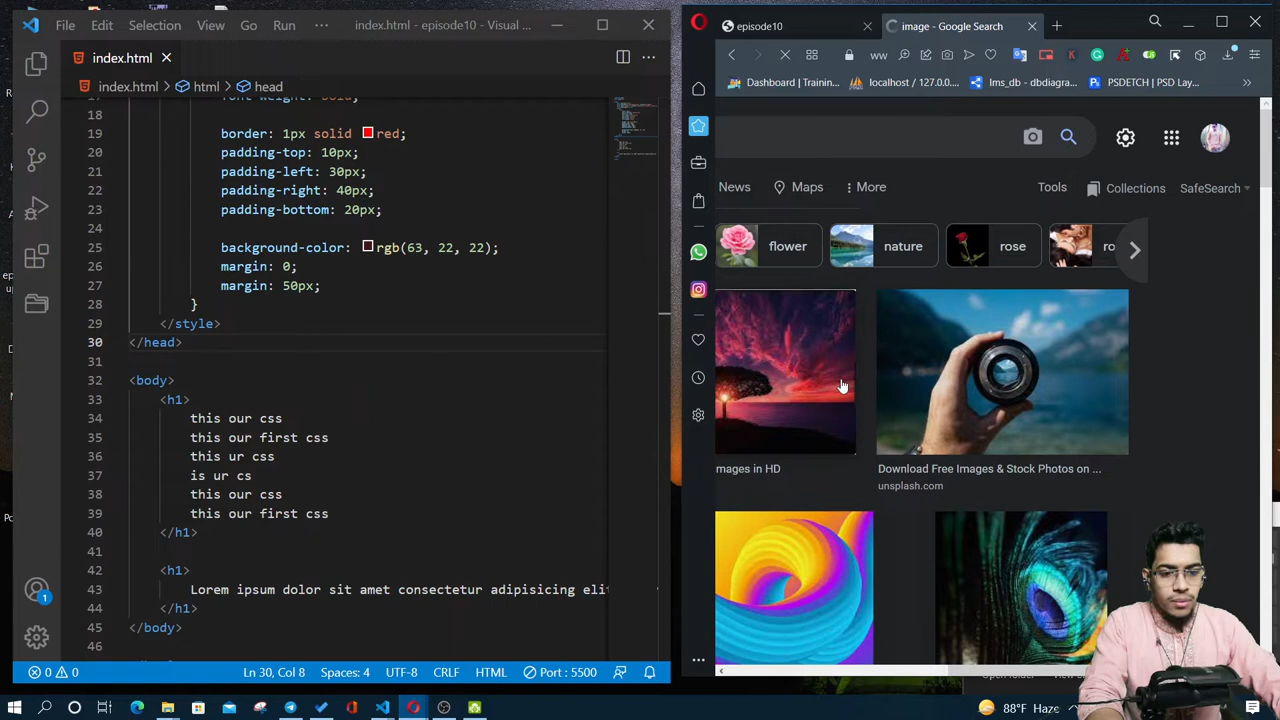 File Edit Selection View Go Run ··· index.html - episode10 - Visual ...
index.html
index.html > html > head
18
19 border: 1px solid red;
20 padding-top: 10px;
21 padding-left: 30px;
22 padding-right: 40px;
23 padding-bottom: 20px;
24
25 background-color: rgb(63, 22, 22);
26 margin: 0;
27 margin: 50px;
28 }
29 </style>
30 </head>
31
32 <body>
33 <h1>
34 this our css
35 this our first css
36 this ur css
37 is ur cs
38 this our css
39 this our first css
40 </h1>
41
42 <h1>
43 Lorem ipsum dolor sit amet consectetur adipisicing elit
44 </h1>
45 </body>
46
1
0 0 Ln 30, Col 8 Spaces: 4 UTF-8 CRLF HTML Port : 5500
episode10
image - Google Search
ww
Dashboard | Trainin... localhost / 127.0.0.... lms_db - dbdiagra... PSDETCH | PSD Lay...
News Maps More Tools Collections SafeSearch
flower nature rose ro
mages in HD
Download Free Images & Stock Photos on ...
unsplash.com
88°F Haze